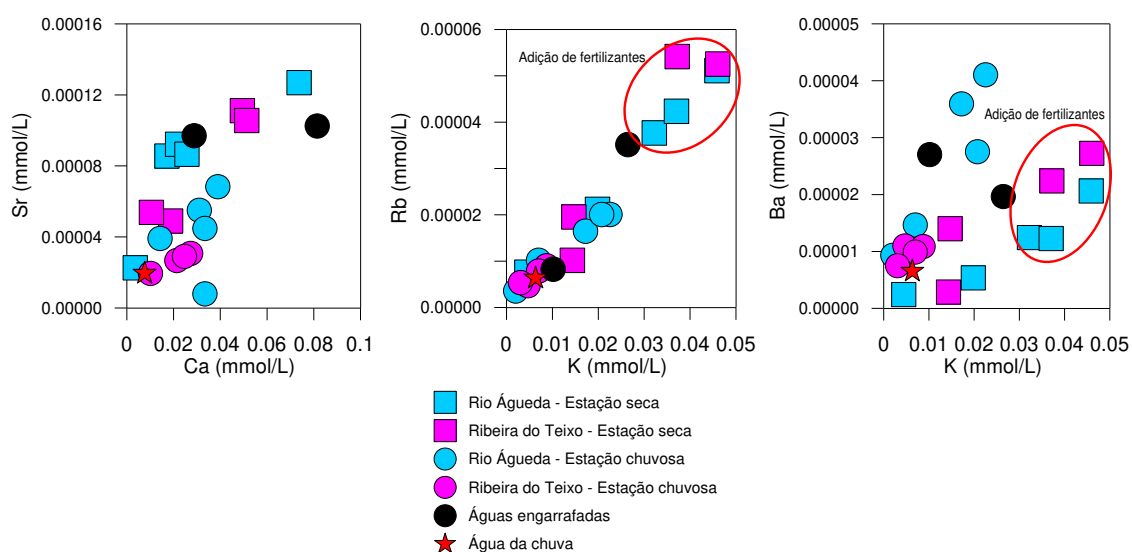 0.00016
0.00012
0.00008
0.00004
0.00000
Sr (mmol/L)
0
0.02
0.04
0.06
0.08
0.1
Ca (mmol/L)
0.00006
0.00004
0.00002
0.00000
Rb (mmol/L)
Adição de fertilizantes
0
0.01
0.02
0.03
0.04
0.05
K (mmol/L)
0.00005
0.00004
0.00003
0.00002
0.00001
0.00000
Ba (mmol/L)
Adição de fertilizantes
0
0.01
0.02
0.03
0.04
0.05
K (mmol/L)
Rio Águeda - Estação seca
Ribeira do Teixo - Estação seca
Rio Águeda - Estação chuvosa
Ribeira do Teixo - Estação chuvosa
Águas engarrafadas
Água da chuva